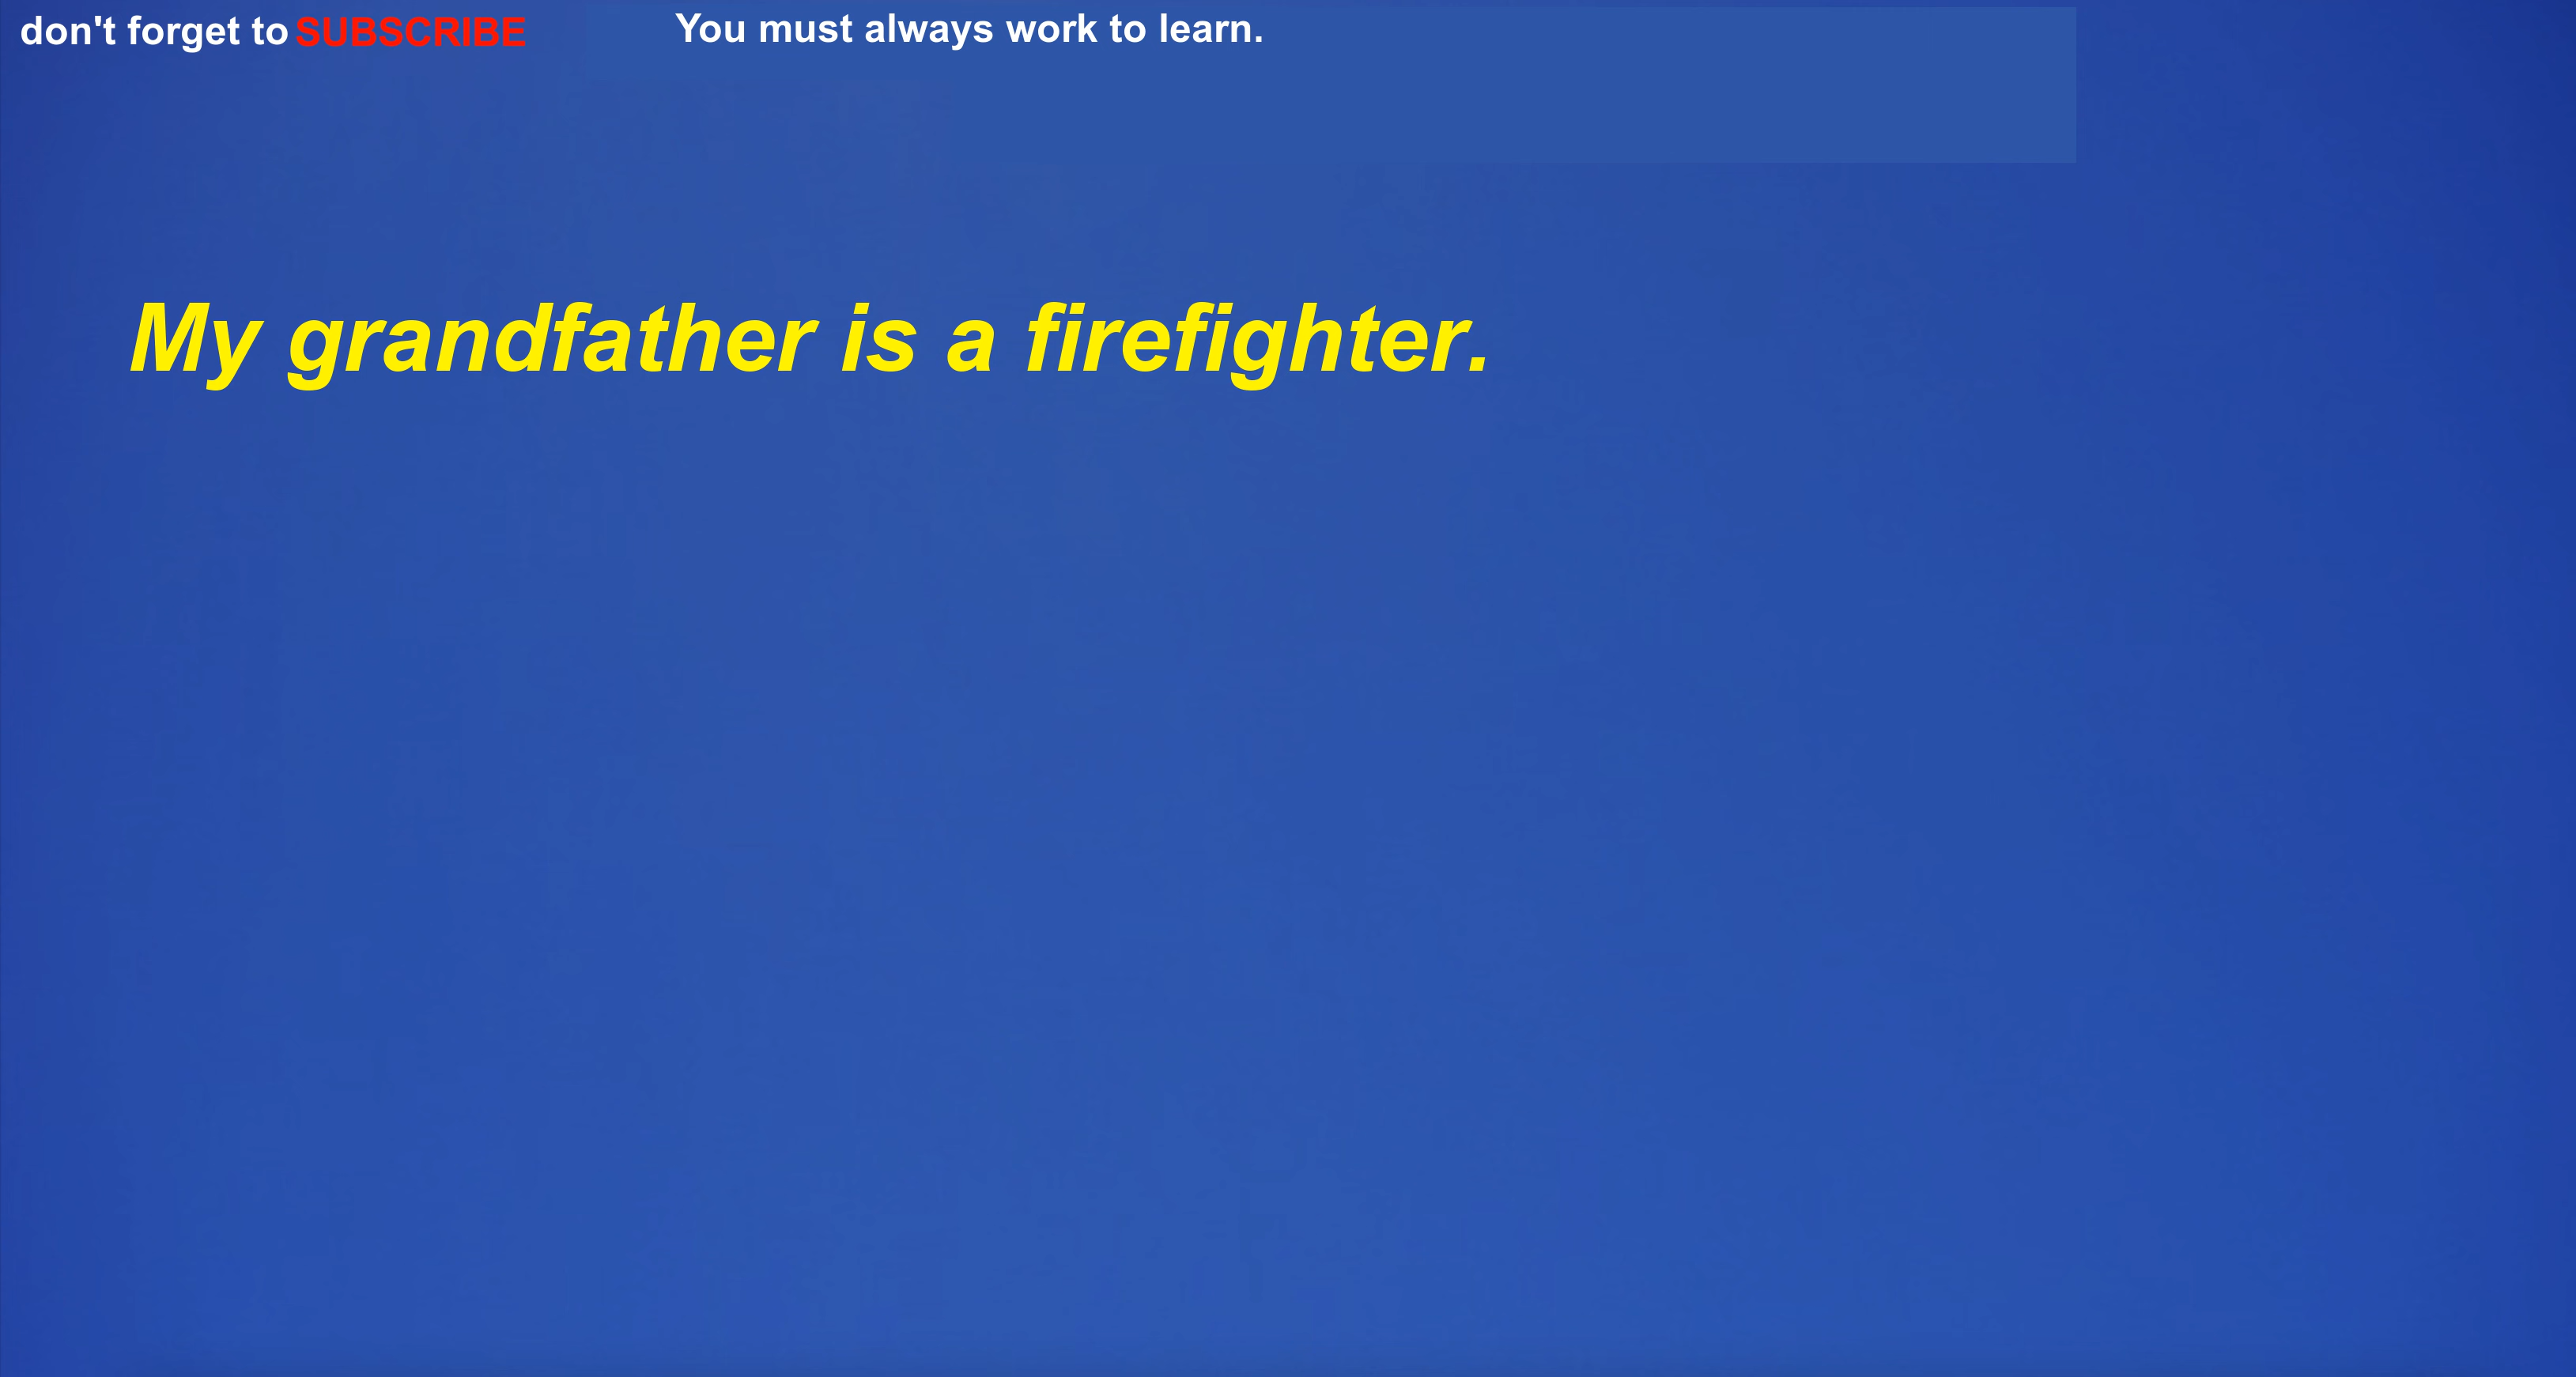 don't forget to SUBSCRIBE
You must always work to learn.
My grandfather is a firefighter.